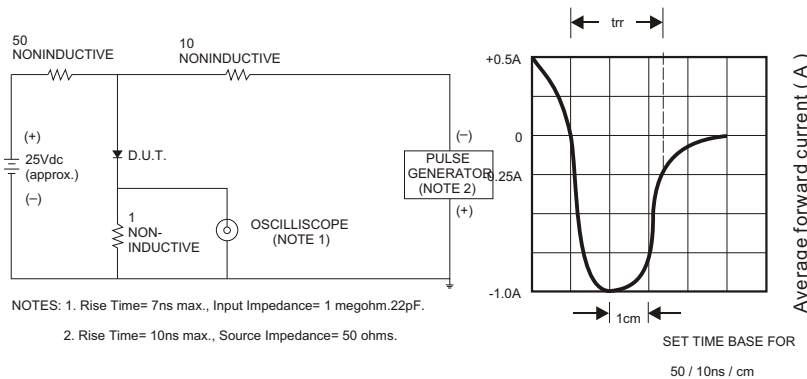 50
NONINDUCTIVE
10
NONINDUCTIVE
(+)
25Vdc
(approx.)
(−)
D.U.T.
1
NON-
INDUCTIVE
OSCILLISCOPE
(NOTE 1)
(−)
PULSE
GENERATOR
(NOTE 2)
(+)
NOTES: 1. Rise Time= 7ns max., Input Impedance= 1 megohm.22pF.
2. Rise Time= 10ns max., Source Impedance= 50 ohms.
trr
+0.5A
0
0.25A
-1.0A
1cm
SET TIME BASE FOR
50 / 10ns / cm
Average forward current ( A )